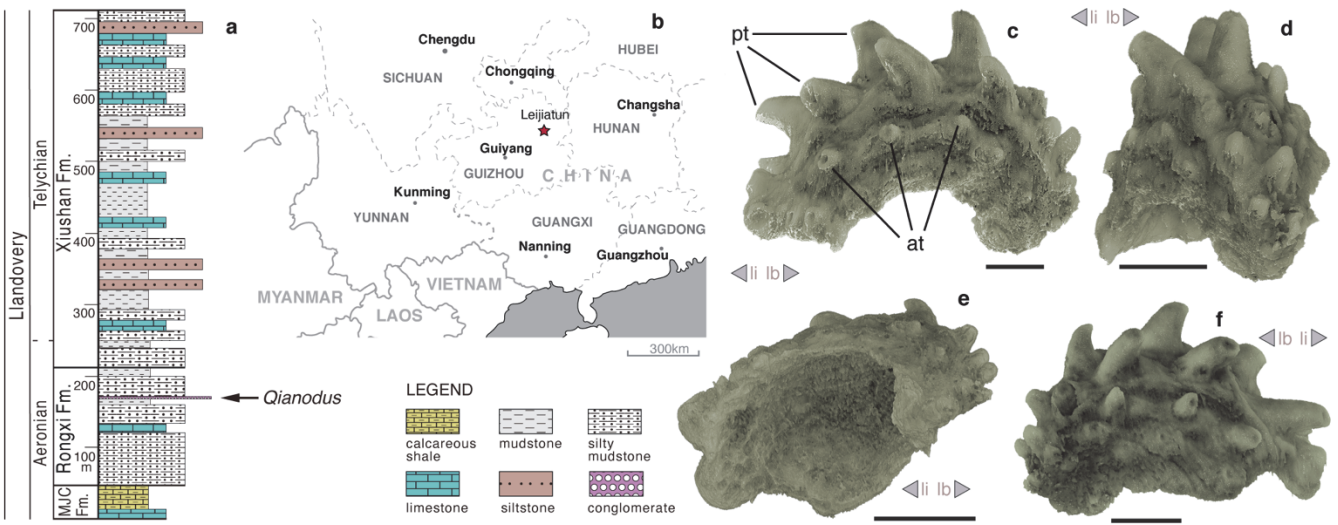 a
Llandovery
Telychian
Aeronian
Xiushan Fm.
Rongxi Fm.
MJC
Fm.
700
600
500
400
300
200
100
m
Qianodus
b
Chengdu
SICHUAN
Chongqing
HUBEI
Changsha
Leijiatun
HUNAN
Guiyang
GUIZHOU
CHINA
Kunming
YUNNAN
GUANGXI
GUANGDONG
Nanning
Guangzhou
VIETNAM
MYANMAR
LAOS
300km
LEGEND
calcareous
shale
mudstone
silty
mudstone
limestone
siltstone
conglomerate
c
pt
at
li lb
d
li lb
e
li lb
f
lb li